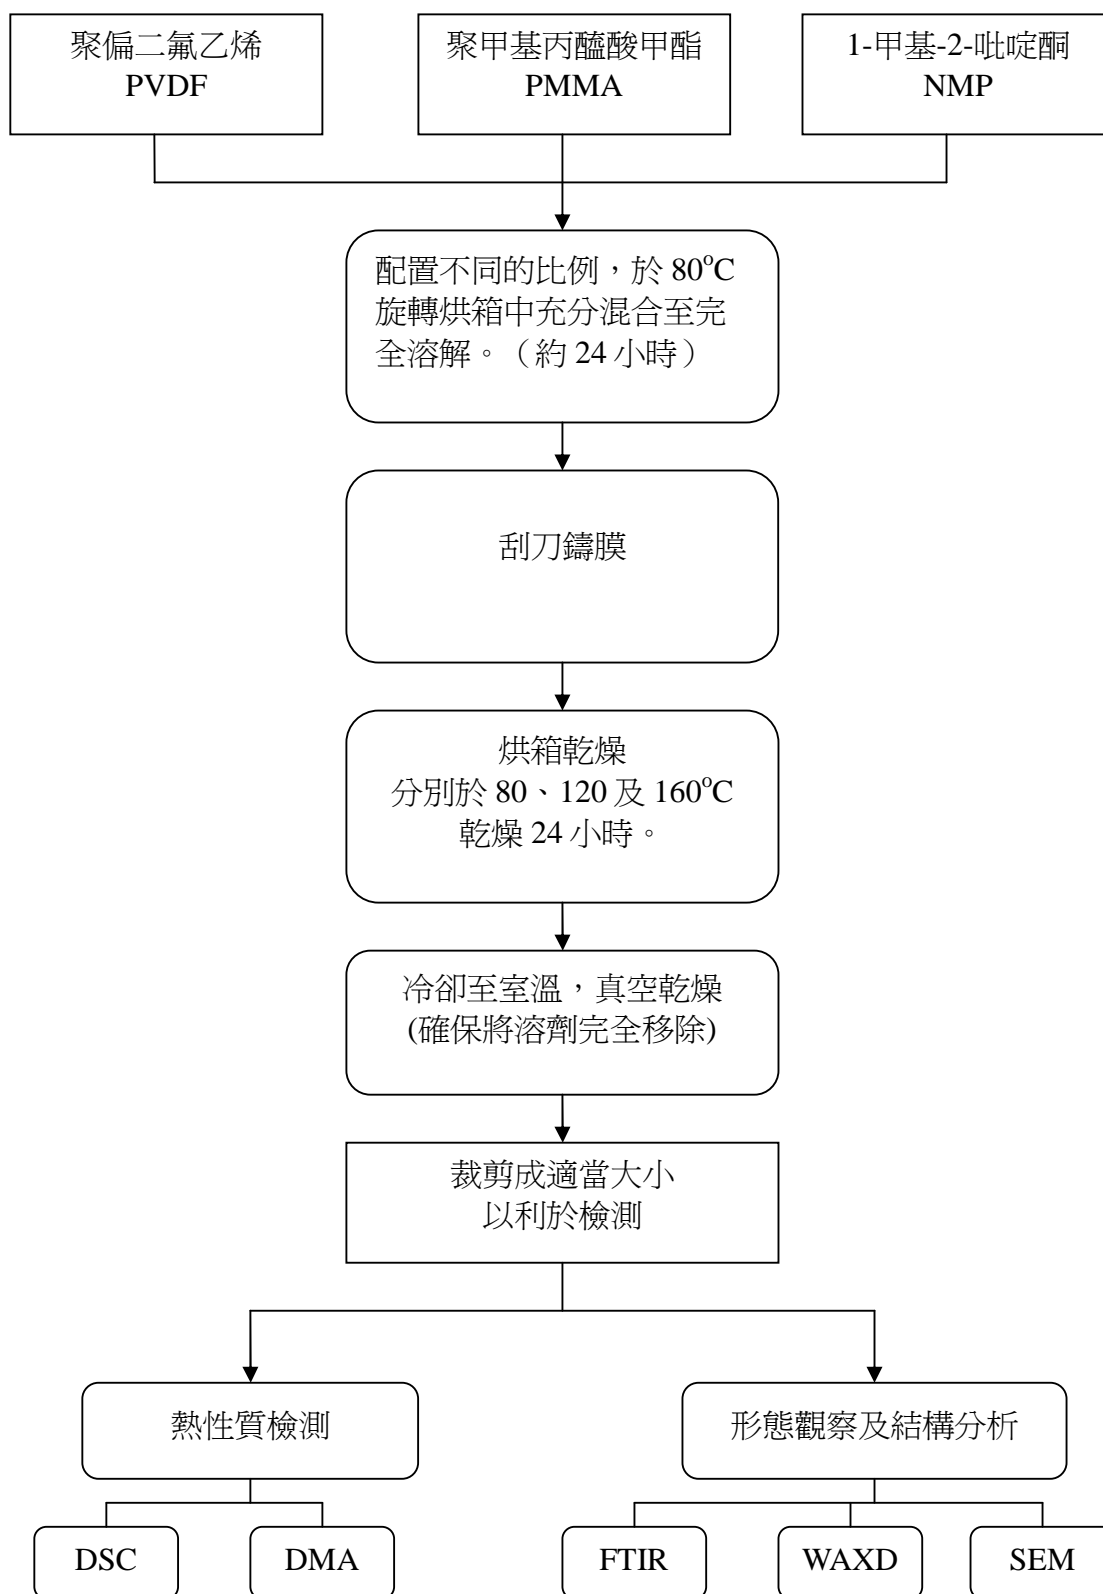 聚偏二氟乙烯
PVDF
聚甲基丙醯酸甲酯
PMMA
1-甲基-2-吡啶酮
NMP
配置不同的比例，於 80°C
旋轉烘箱中充分混合至完
全溶解。（約 24 小時）
刮刀鑄膜
烘箱乾燥
分別於 80、120 及 160°C
乾燥 24 小時。
冷卻至室溫，真空乾燥
(確保將溶劑完全移除)
裁剪成適當大小
以利於檢測
熱性質檢測
形態觀察及結構分析
DSC
DMA
FTIR
WAXD
SEM